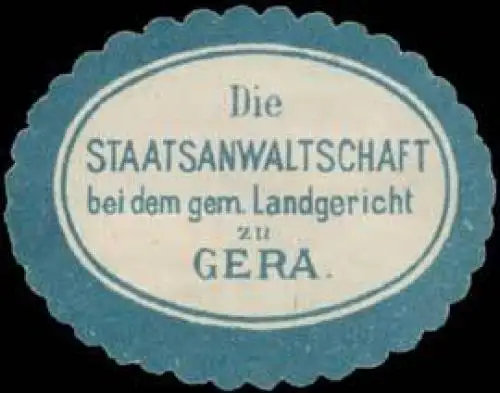 Die
STAATSANWALTSCHAFT
bei dem gem. Landgericht
zu
GERA.